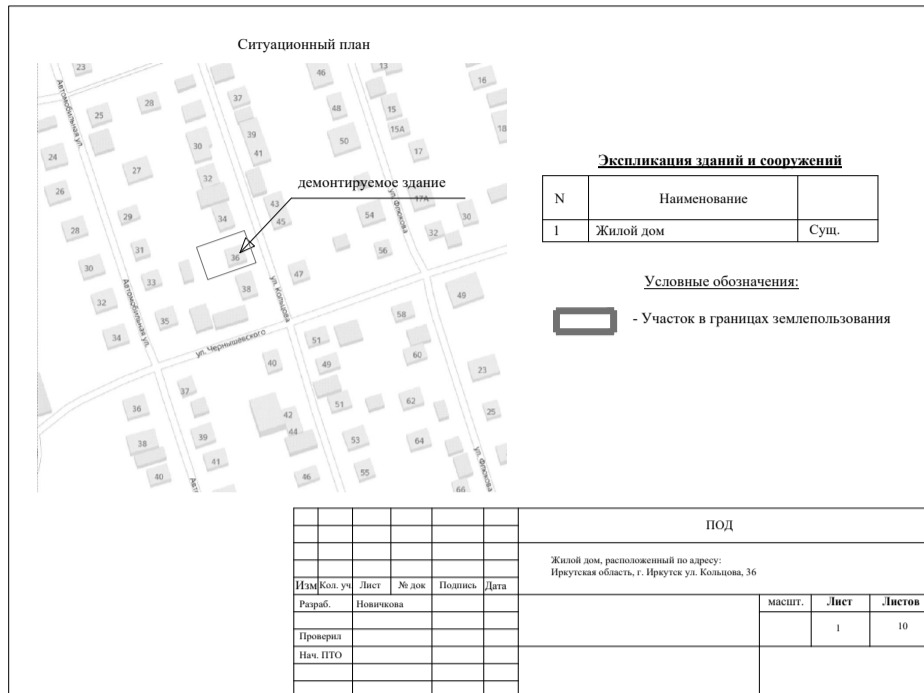 Ситуационный план
23
46
13
16
Автомобильная ул.
25
28
37
48
15
18
39
15А
50
30
41
17
24
27
32
26
демонтируемое здание
17А
ул. Флюкова
29
34
43
45
54
30
28
32
31
36
56
30
33
38
47
49
32
Автомобильная ул.
ул. Кольцова
35
58
34
ул. Чернышевского
51
60
40
49
23
37
36
42
51
62
25
39
44
53
64
38
41
ул. Флюкова
40
46
55
66
Экспликация зданий и сооружений
N Наименование
1 Жилой дом Сущ.
Условные обозначения:
- Участок в границах землепользования
ПОД
Жилой дом, расположенный по адресу:
Иркутская область, г. Иркутск ул. Кольцова, 36
Изм Кол. уч Лист № док Подпись Дата
Разраб. Новичкова
масшт. Лист Листов
1 10
Проверил
Нач. ПТО